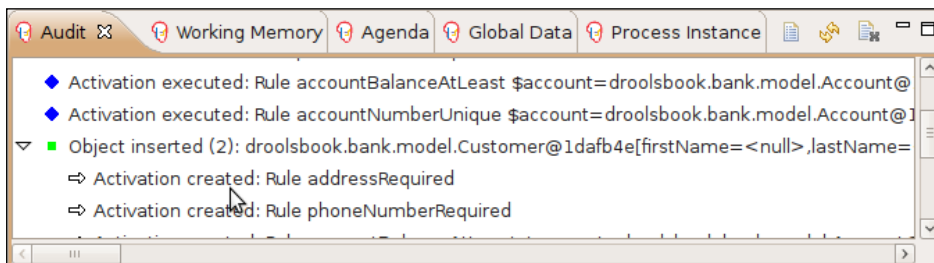 Audit Working Memory Agenda Global Data Process Instance
Activation executed: Rule accountBalanceAtLeast $account=droolsbook.bank.model.Account@
Activation executed: Rule accountNumberUnique $account=droolsbook.bank.model.Account@1
Object inserted (2): droolsbook.bank.model.Customer@1dafb4e[firstName=<null>,lastName=
Activation created: Rule addressRequired
Activation created: Rule phoneNumberRequired